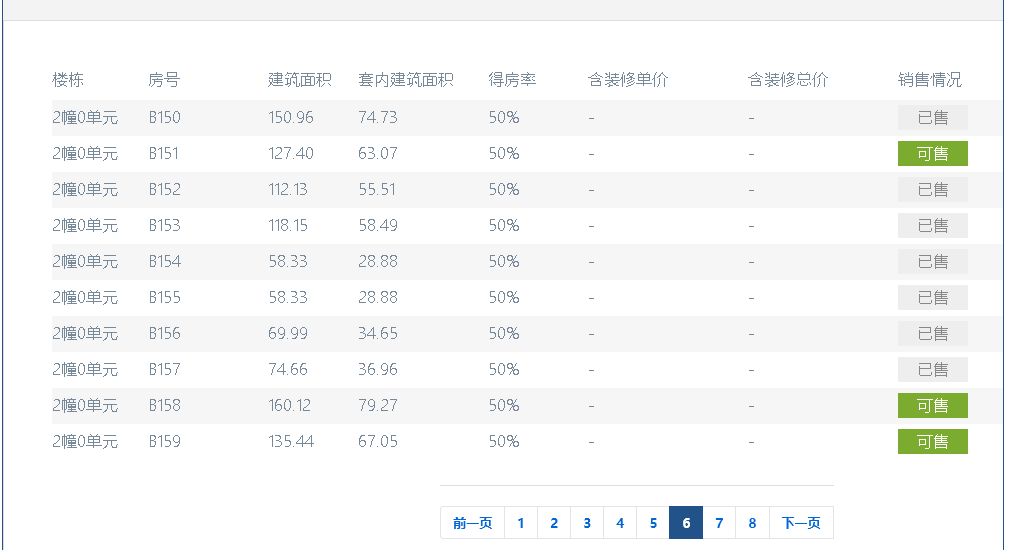 楼栋 房号 建筑面积 套内建筑面积 得房率 含装修单价 含装修总价 销售情况
2幢0单元 B150 150.96 74.73 50% - - 已售
2幢0单元 B151 127.40 63.07 50% - - 可售
2幢0单元 B152 112.13 55.51 50% - - 已售
2幢0单元 B153 118.15 58.49 50% - - 已售
2幢0单元 B154 58.33 28.88 50% - - 已售
2幢0单元 B155 58.33 28.88 50% - - 已售
2幢0单元 B156 69.99 34.65 50% - - 已售
2幢0单元 B157 74.66 36.96 50% - - 已售
2幢0单元 B158 160.12 79.27 50% - - 可售
2幢0单元 B159 135.44 67.05 50% - - 可售
前一页 1 2 3 4 5 6 7 8 下一页